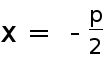 x = - p/2